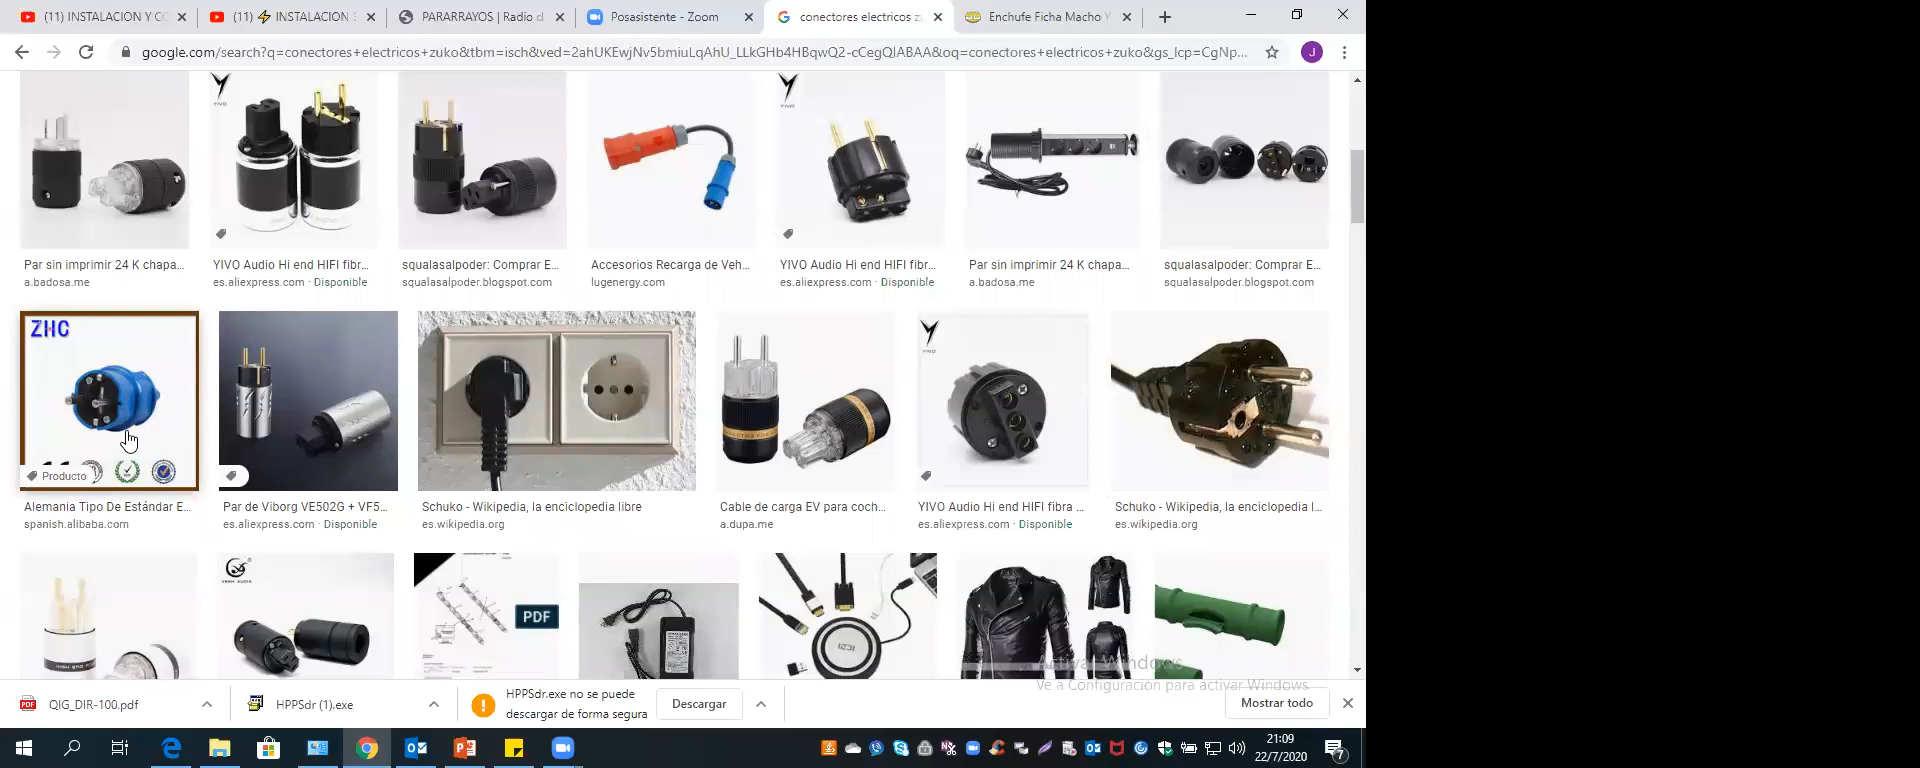 (11) INSTALACION Y CO
(11) ⚡ INSTALACION S
PARARRAYOS | Radio d
Posasistente - Zoom
conectores electricos zu
Enchufe Ficha Macho Y
google.com/search?q=conectores+electricos+zuko&tbm=isch&ved=2ahUKEwjNv5bmiuLqAhU_LLkGHb4HBqwQ2-cCegQIABAA&oq=conectores+electricos+zuko&gs_lcp=CgNp...
J
YIVO
YIVO
Par sin imprimir 24 K chapa...
YIVO Audio Hi end HIFI fibr...
squalasalpoder: Comprar E...
Accesorios Recarga de Veh...
YIVO Audio Hi end HIFI fibr...
Par sin imprimir 24 K chapa...
squalasalpoder: Comprar E...
a.badosa.me
es.aliexpress.com · Disponible
squalasalpoder.blogspot.com
lugenergy.com
es.aliexpress.com · Disponible
a.badosa.me
squalasalpoder.blogspot.com
ZHC
YIVO
Producto
Alemania Tipo De Estándar E...
Par de Viborg VE502G + VF5...
Schuko - Wikipedia, la enciclopedia libre
Cable de carga EV para coch...
YIVO Audio Hi end HIFI fibra ...
Schuko - Wikipedia, la enciclopedia l...
spanish.alibaba.com
es.aliexpress.com · Disponible
es.wikipedia.org
a.dupa.me
es.aliexpress.com · Disponible
es.wikipedia.org
PDF
Activar Windows
Ve a Configuración para activar Windows.
QIG_DIR-100.pdf
HPPSdr (1).exe
HPPSdr.exe no se puede
descargar de forma segura
Descargar
Mostrar todo
21:09
22/7/2020
7